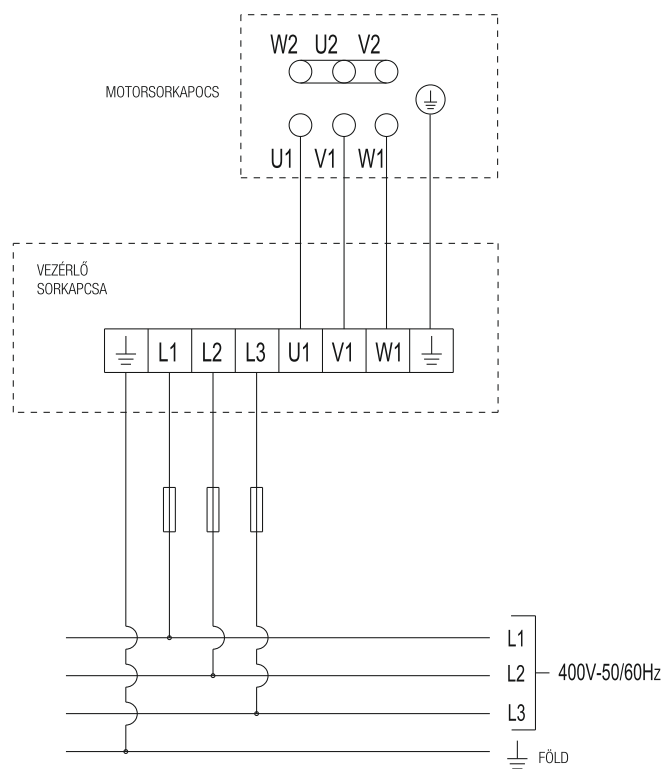 W2 U2 V2
MOTORSORKAPOCS
U1 V1 W1
VEZÉRLŐ
SORKAPCSA
L1 L2 L3 U1 V1 W1
L1
L2
400V-50/60Hz
L3
FÖLD